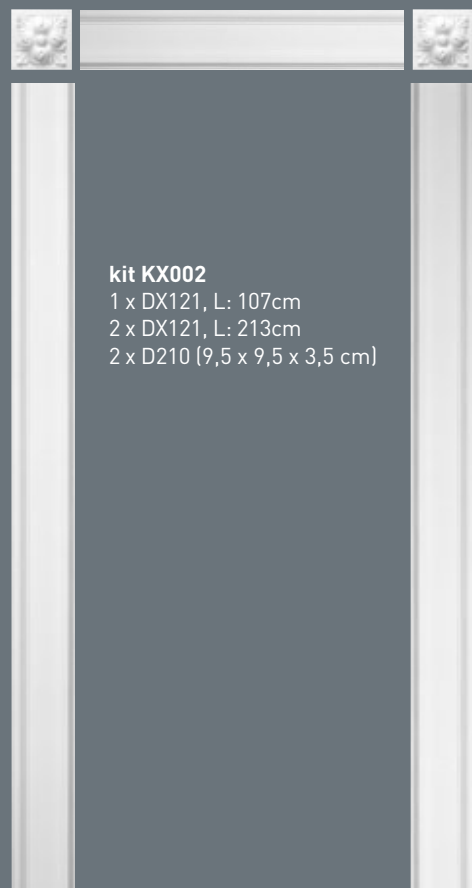 kit KX002
1 x DX121, L: 107cm
2 x DX121, L: 213cm
2 x D210 (9,5 x 9,5 x 3,5 cm)